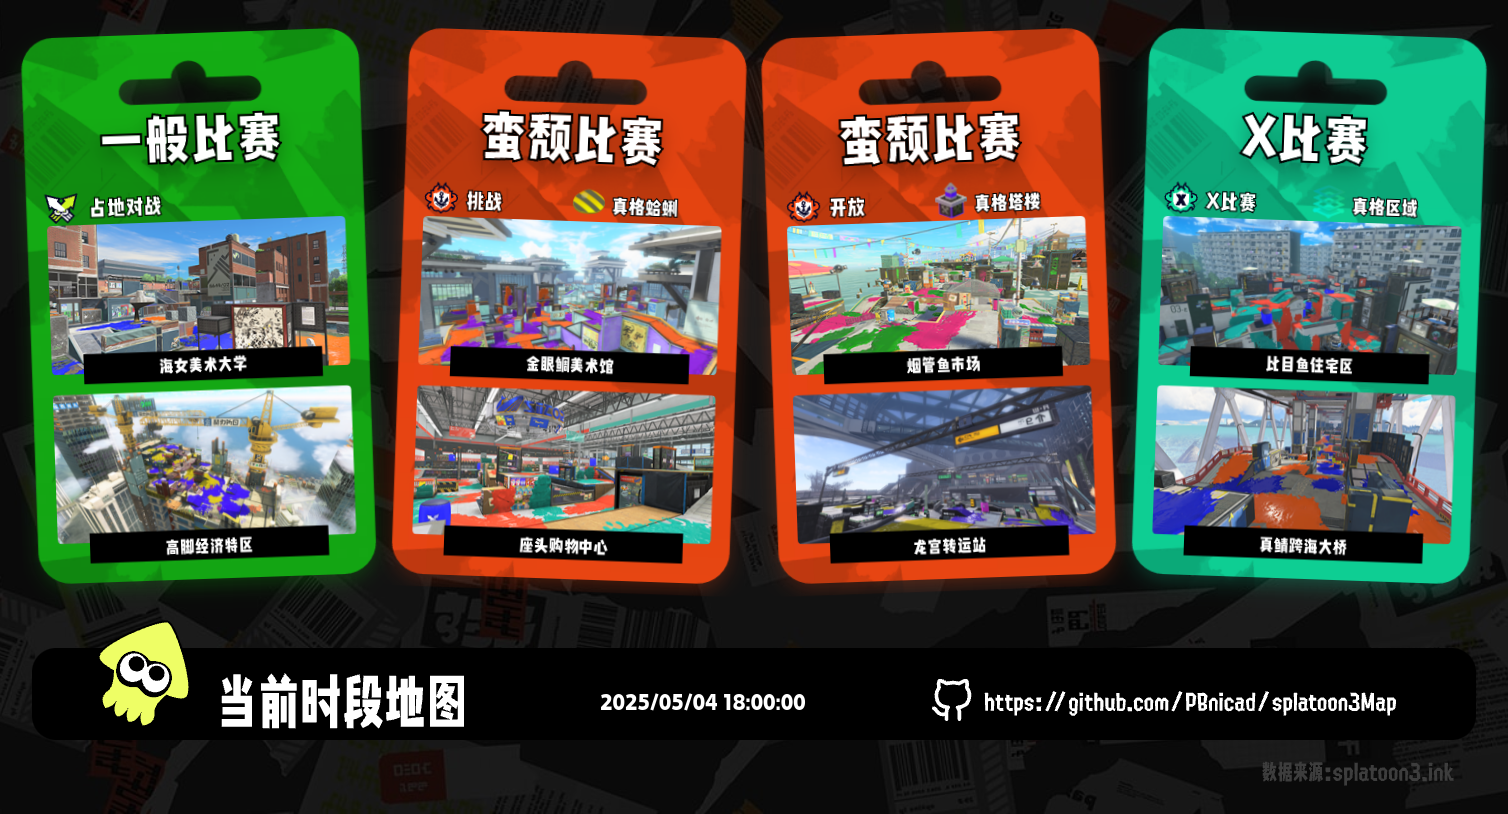 一般比赛
占地对战
海女美术大学
高脚经济特区
蛮颓比赛
挑战
真格蛤蜊
金眼鲷美术馆
座头购物中心
蛮颓比赛
开放
真格塔楼
烟管鱼市场
龙宫转运站
X比赛
X比赛
真格区域
比目鱼住宅区
真鲭跨海大桥
当前时段地图
2025/05/04 18:00:00
https://github.com/PBnicad/splatoon3Map
数据来源:splatoon3.ink